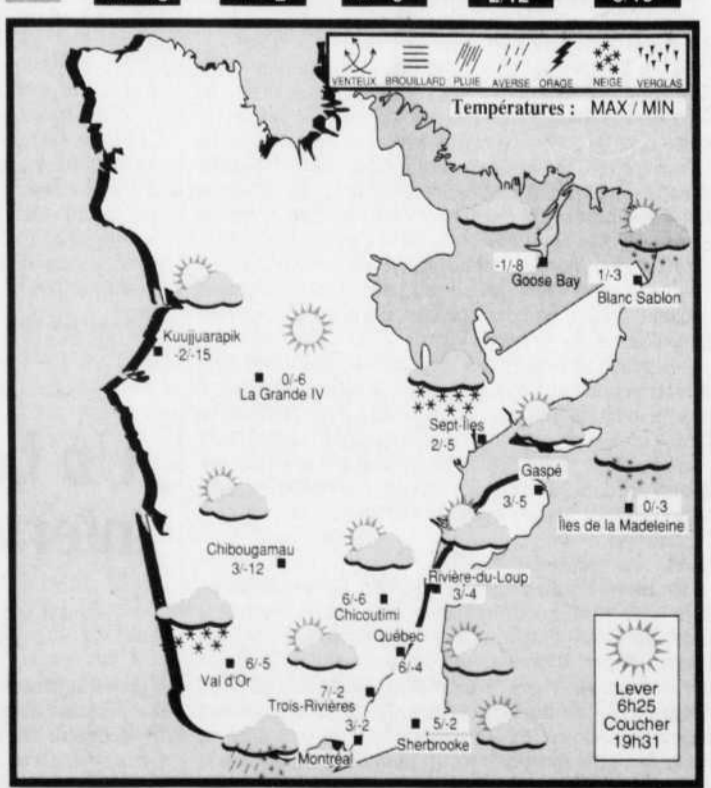 VENTEUX BROUILLARD PLUIE AVERSE ORAGE NEIGE VERGLAS
Températures : MAX / MIN
-1/-8
Goose Bay
1/-3
Blanc Sablon
Kuujjuarapik
-2/-15
0/-6
La Grande IV
Sept-Îles
2/-5
Gaspé
3/-5
0/-3
Îles de la Madeleine
Chibougamau
3/-12
Rivière-du-Loup
3/-4
6/-6
Chicoutimi
Québec
6/-4
6/-5
Val d'Or
7/-2
Trois-Rivières
3/-2
Montréal
5/-2
Sherbrooke
Lever
6h25
Coucher
19h31